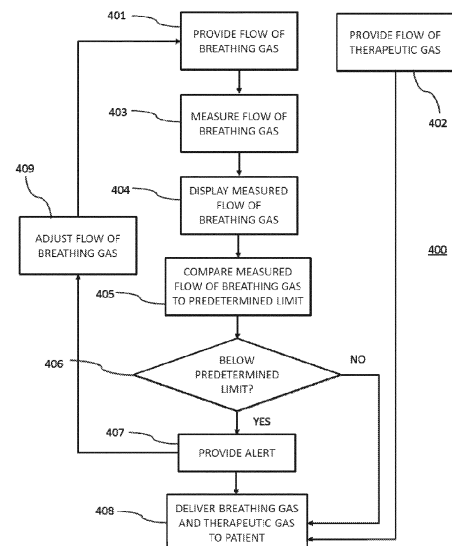 401
PROVIDE FLOW OF
BREATHING GAS
PROVIDE FLOW OF
THERAPEUTIC GAS
402
403
MEASURE FLOW OF
BREATHING GAS
404
DISPLAY MEASURED
FLOW OF
BREATHING GAS
409
ADJUST FLOW OF
BREATHING GAS
400
405
COMPARE MEASURED
FLOW OF BREATHING GAS
TO PREDETERMINED LIMIT
406
BELOW
PREDETERMINED
LIMIT?
NO
YES
407
PROVIDE ALERT
408
DELIVER BREATHING GAS
AND THERAPEUTIC GAS
TO PATIENT